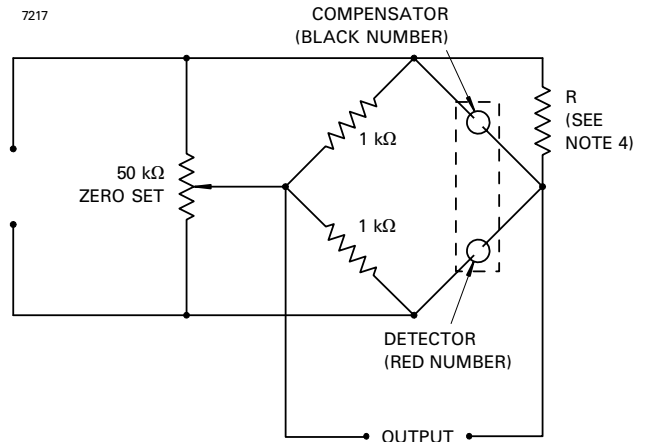 7217
COMPENSATOR
(BLACK NUMBER)
R
(SEE
NOTE 4)
1 kΩ
50 kΩ
ZERO SET
1 kΩ
DETECTOR
(RED NUMBER)
OUTPUT